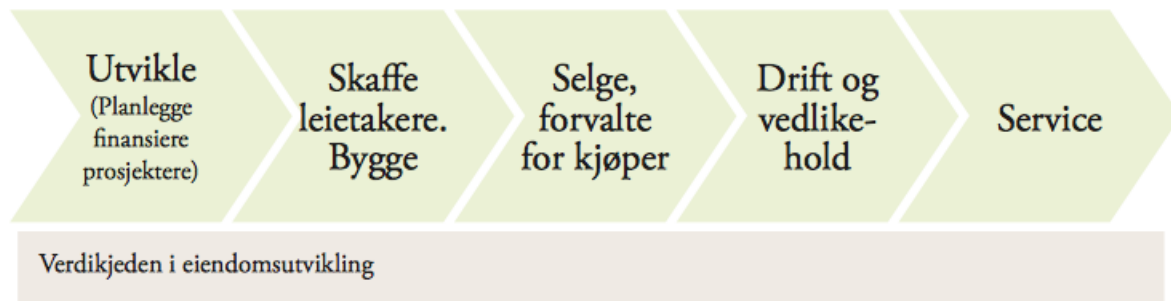 Utvikle
(Planlegge
finansiere
prosjektere)
Skaffe
leietakere.
Bygge
Selge,
forvalte
for kjøper
Drift og
vedlike-
hold
Service
Verdikjeden i eiendomsutvikling